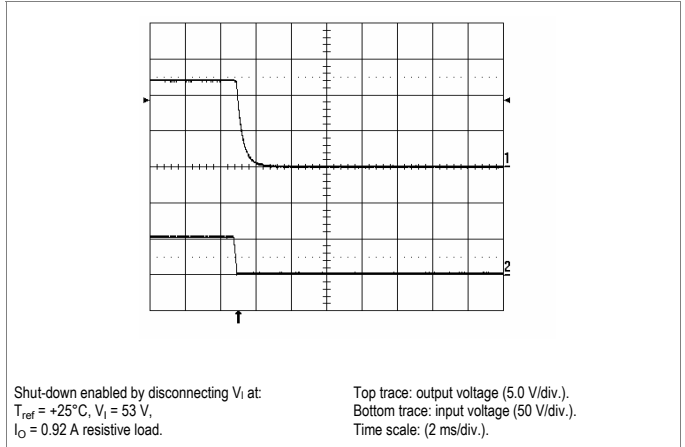 1
2
Shut-down enabled by disconnecting VI at:
Tref = +25°C, VI = 53 V,
IO = 0.92 A resistive load.
Top trace: output voltage (5.0 V/div.).
Bottom trace: input voltage (50 V/div.).
Time scale: (2 ms/div.).